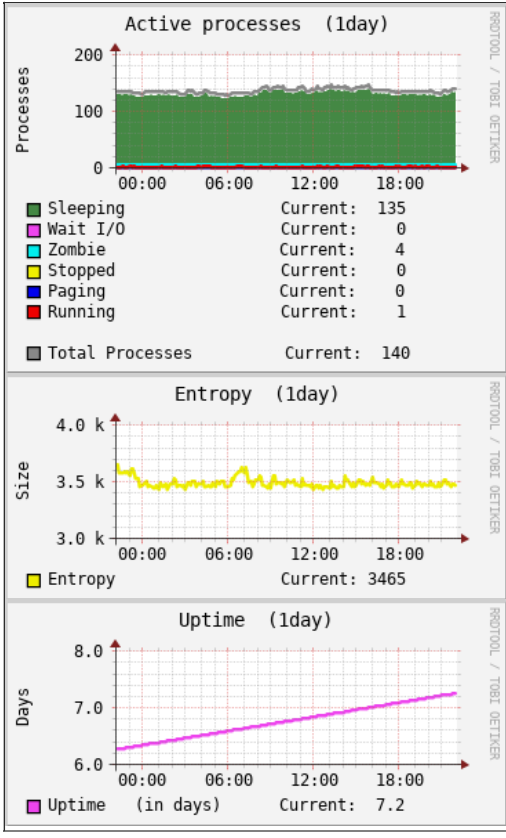 Active processes (1day)
RRDTOOL / TOBI OETIKER
Processes
200
100
0
00:00 06:00 12:00 18:00
Sleeping Current: 135
Wait I/O Current: 0
Zombie Current: 4
Stopped Current: 0
Paging Current: 0
Running Current: 1
Total Processes Current: 140
Entropy (1day)
RRDTOOL / TOBI OETIKER
Size
4.0 k
3.5 k
3.0 k
00:00 06:00 12:00 18:00
Entropy Current: 3465
Uptime (1day)
RRDTOOL / TOBI OETIKER
Days
8.0
7.0
6.0
00:00 06:00 12:00 18:00
Uptime (in days) Current: 7.2